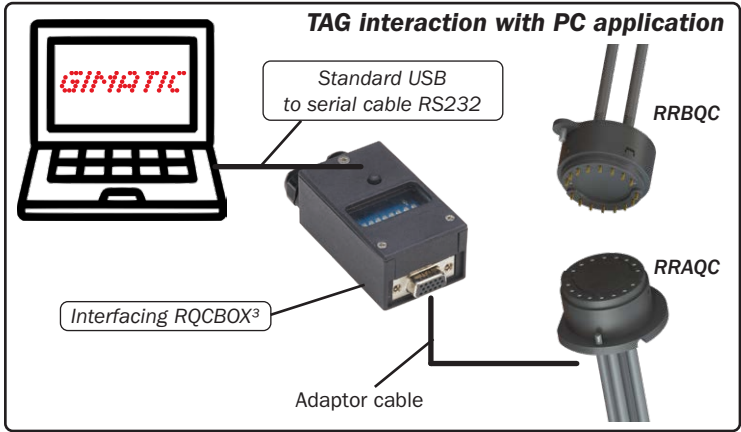 TAG interaction with PC application
GIMATIC
Standard USB
to serial cable RS232
RRBQC
RRAQC
Interfacing RQCBOX³
Adaptor cable